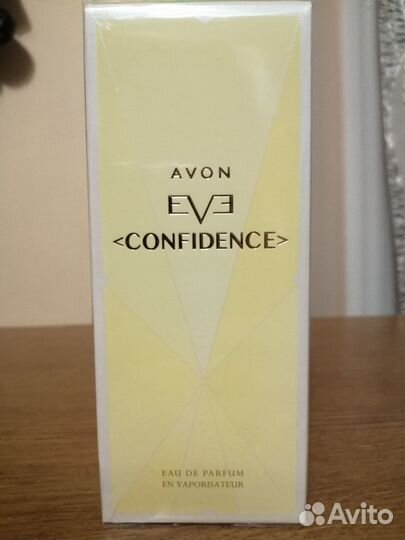 AVON
EVE
<CONFIDENCE>
EAU DE PARFUM
EN VAPORISATEUR
Avito